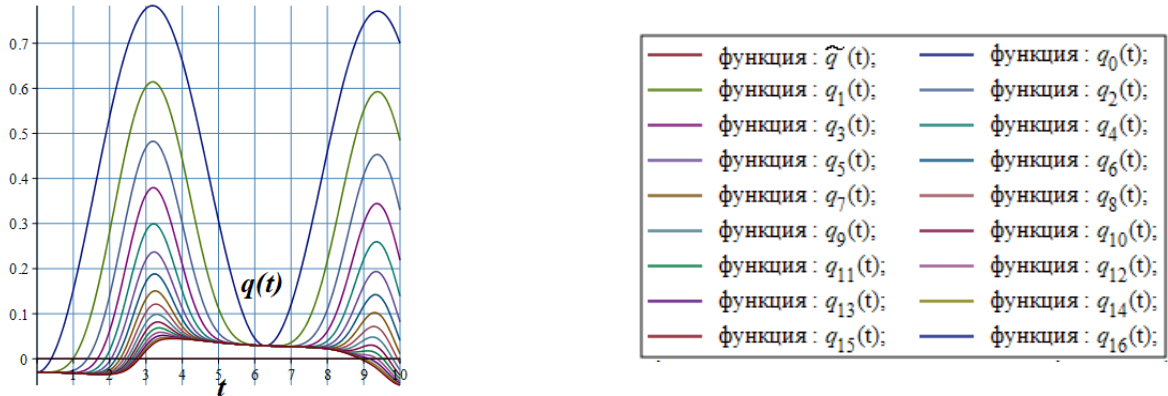 0.7
0.6
0.5
0.4
0.3
0.2
q(t)
0.1
0
1 2 3 4 5 6 7 8 9 10
t
функция : q̃ (t); функция : q₀(t);
функция : q₁(t); функция : q₂(t);
функция : q₃(t); функция : q₄(t);
функция : q₅(t); функция : q₆(t);
функция : q₇(t); функция : q₈(t);
функция : q₉(t); функция : q₁₀(t);
функция : q₁₁(t); функция : q₁₂(t);
функция : q₁₃(t); функция : q₁₄(t);
функция : q₁₅(t); функция : q₁₆(t);